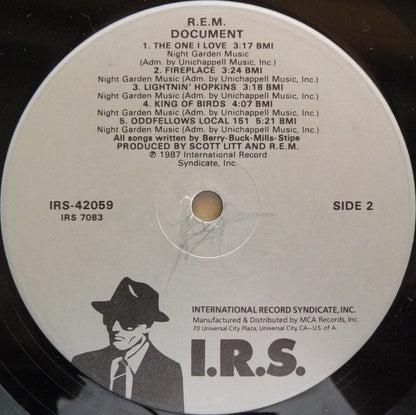 R.E.M.
DOCUMENT
1. THE ONE I LOVE 3:17 BMI
Night Garden Music
(Adm. by Unichappell Music, Inc.)
2. FIREPLACE 3:24 BMI
Night Garden Music (Adm. by Unichappell Music, Inc.)
3. LIGHTNIN' HOPKINS 3:18 BMI
Night Garden Music (Adm. by Unichappell Music, Inc.)
4. KING OF BIRDS 4:07 BMI
Night Garden Music (Adm. by Unichappell Music, Inc.)
5. ODDFELLOWS LOCAL 151 5:21 BMI
Night Garden Music (Adm. by Unichappell Music, Inc.)
All songs written by Berry-Buck-Mills-Stipe
PRODUCED BY SCOTT LITT AND R.E.M.
℗ 1987 International Record
Syndicate, Inc.
IRS-42059
IRS 7083
SIDE 2
INTERNATIONAL RECORD SYNDICATE, INC.
Manufactured & Distributed by MCA Records, Inc.
70 Universal City Plaza, Universal City, CA–U.S. of A.
I.R.S.